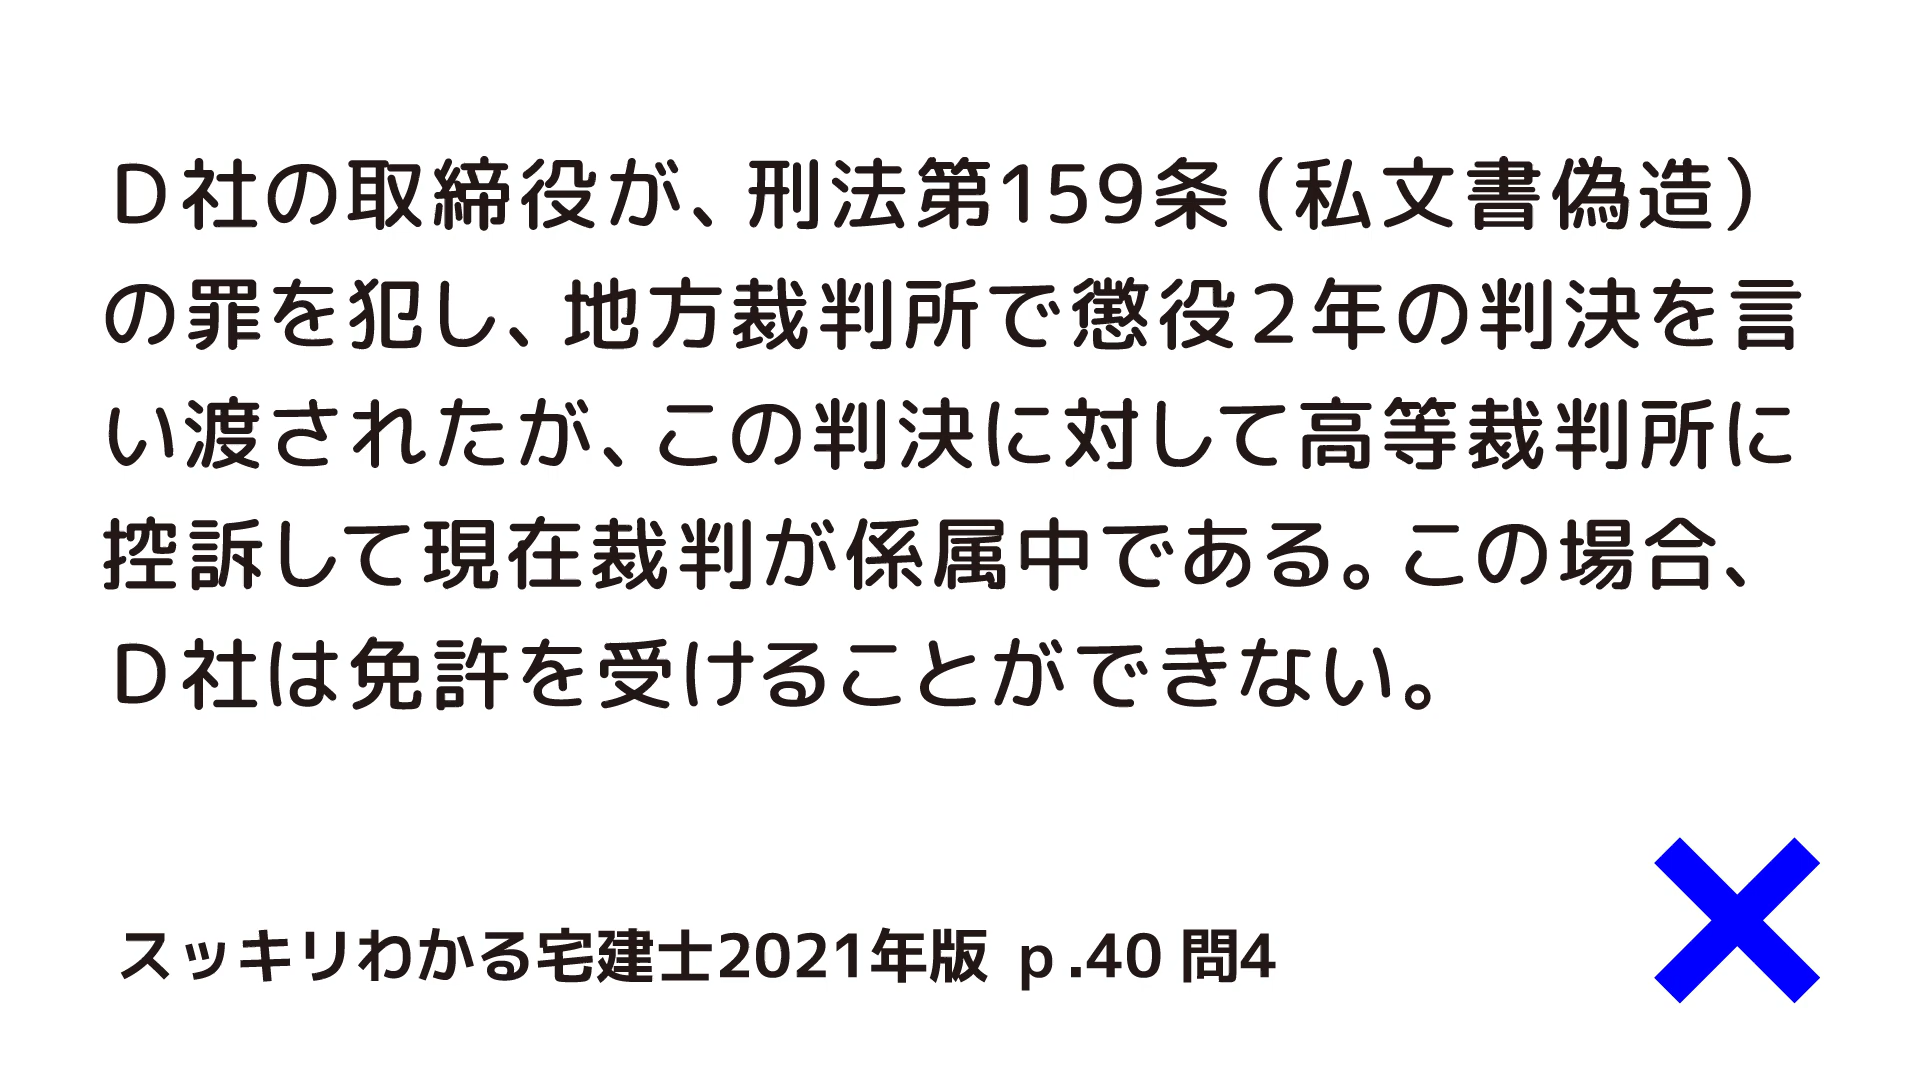 D社の取締役が、刑法第159条（私文書偽造）
の罪を犯し、地方裁判所で懲役２年の判決を言
い渡されたが、この判決に対して高等裁判所に
控訴して現在裁判が係属中である。この場合、
D社は免許を受けることができない。
スッキリわかる宅建士2021年版 p.40 問4